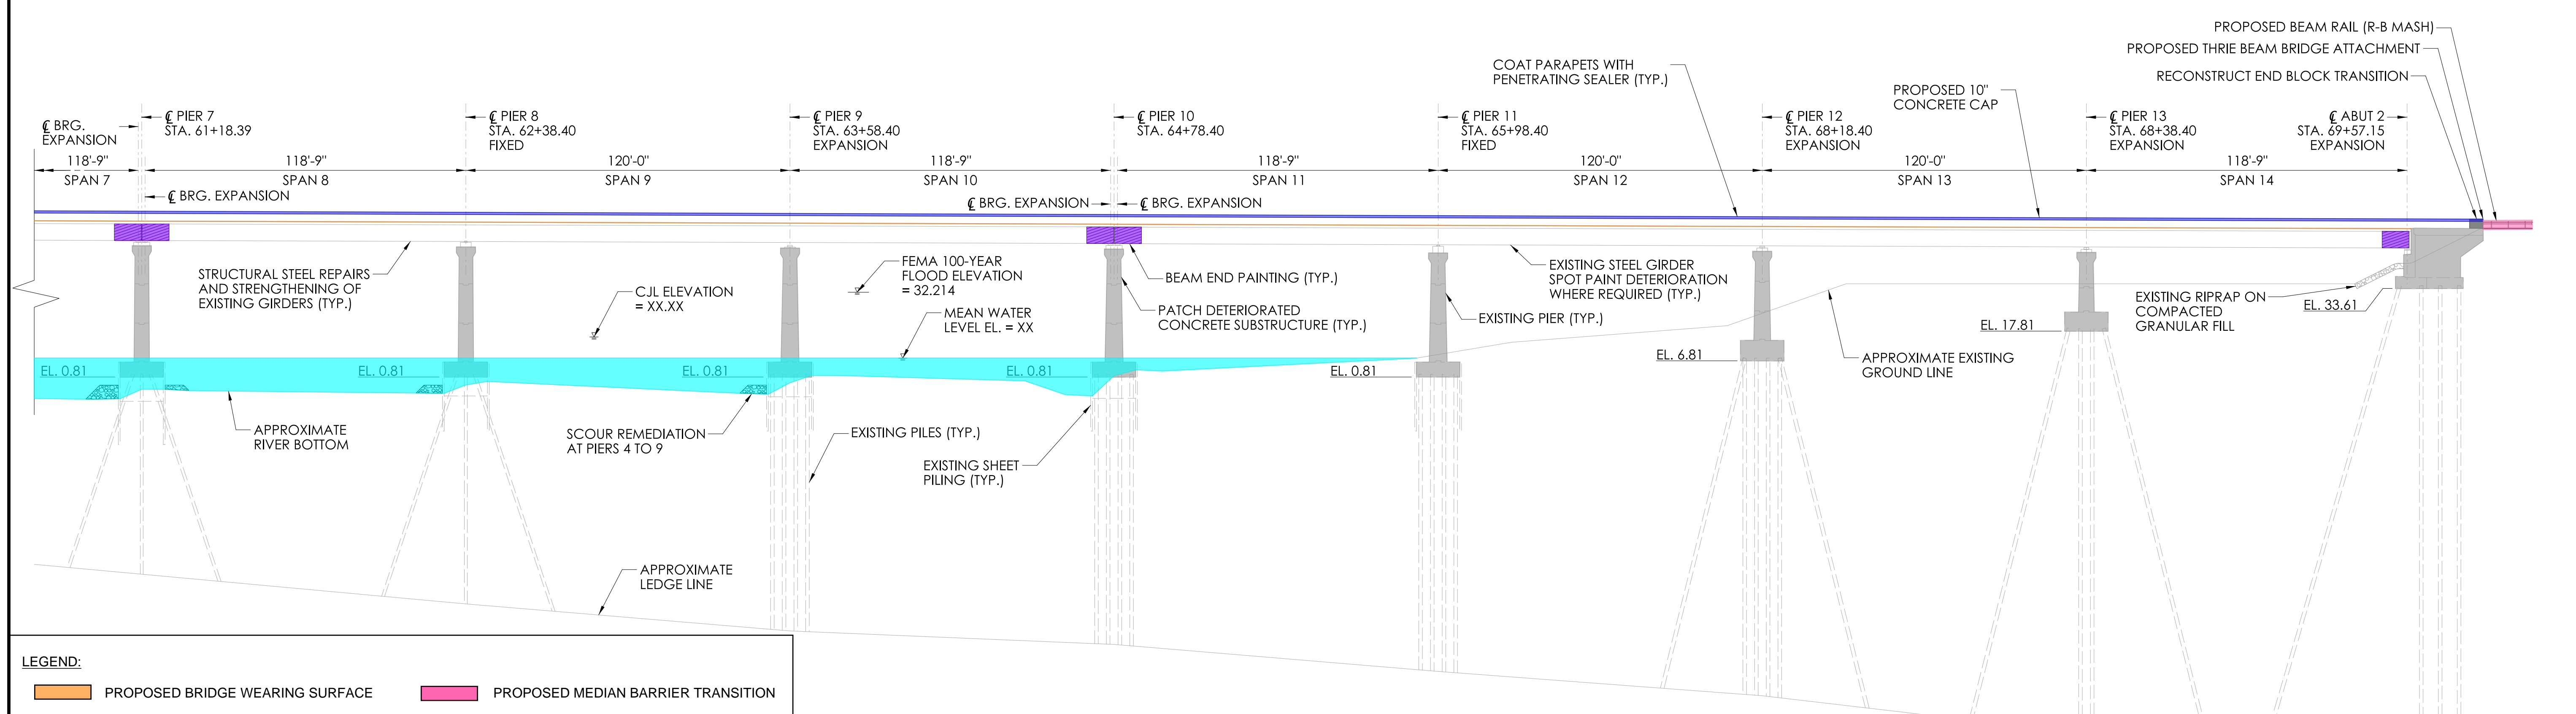 PROPOSED BEAM RAIL (R-B MASH)
PROPOSED THRIE BEAM BRIDGE ATTACHMENT
RECONSTRUCT END BLOCK TRANSITION
COAT PARAPETS WITH
PENETRATING SEALER (TYP.)
PROPOSED 10"
CONCRETE CAP
℄ BRG.
EXPANSION
℄ PIER 7
STA. 61+18.39
℄ PIER 8
STA. 62+38.40
FIXED
℄ PIER 9
STA. 63+58.40
EXPANSION
℄ PIER 10
STA. 64+78.40
℄ PIER 11
STA. 65+98.40
FIXED
℄ PIER 12
STA. 68+18.40
EXPANSION
℄ PIER 13
STA. 68+38.40
EXPANSION
℄ ABUT 2
STA. 69+57.15
EXPANSION
118'-9"
SPAN 7
118'-9"
SPAN 8
120'-0"
SPAN 9
118'-9"
SPAN 10
118'-9"
SPAN 11
120'-0"
SPAN 12
120'-0"
SPAN 13
118'-9"
SPAN 14
℄ BRG. EXPANSION
℄ BRG. EXPANSION
℄ BRG. EXPANSION
STRUCTURAL STEEL REPAIRS
AND STRENGTHENING OF
EXISTING GIRDERS (TYP.)
CJL ELEVATION
= XX.XX
FEMA 100-YEAR
FLOOD ELEVATION
= 32.214
MEAN WATER
LEVEL EL. = XX
BEAM END PAINTING (TYP.)
PATCH DETERIORATED
CONCRETE SUBSTRUCTURE (TYP.)
EXISTING STEEL GIRDER
SPOT PAINT DETERIORATION
WHERE REQUIRED (TYP.)
EXISTING PIER (TYP.)
EXISTING RIPRAP ON
COMPACTED
GRANULAR FILL
EL. 33.61
EL. 17.81
EL. 6.81
APPROXIMATE EXISTING
GROUND LINE
EL. 0.81
EL. 0.81
EL. 0.81
EL. 0.81
EL. 0.81
APPROXIMATE
RIVER BOTTOM
SCOUR REMEDIATION
AT PIERS 4 TO 9
EXISTING PILES (TYP.)
EXISTING SHEET
PILING (TYP.)
APPROXIMATE
LEDGE LINE
LEGEND:
PROPOSED BRIDGE WEARING SURFACE
PROPOSED MEDIAN BARRIER TRANSITION